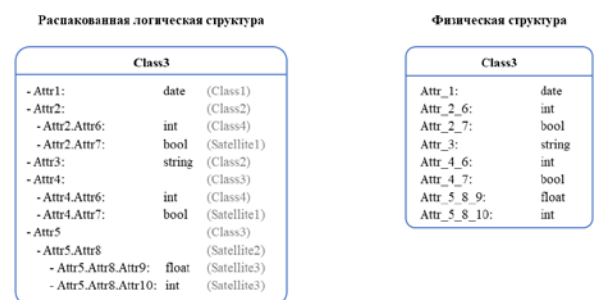 Распакованная логическая структура
Class3
- Attr1: date (Class1)
- Attr2: (Class2)
- Attr2.Attr6: int (Class4)
- Attr2.Attr7: bool (Satellite1)
- Attr3: string (Class2)
- Attr4: (Class3)
- Attr4.Attr6: int (Class4)
- Attr4.Attr7: bool (Satellite1)
- Attr5 (Class3)
- Attr5.Attr8 (Satellite2)
- Attr5.Attr8.Attr9: float (Satellite3)
- Attr5.Attr8.Attr10: int (Satellite3)
Физическая структура
Class3
Attr_1: date
Attr_2_6: int
Attr_2_7: bool
Attr_3: string
Attr_4_6: int
Attr_4_7: bool
Attr_5_8_9: float
Attr_5_8_10: int